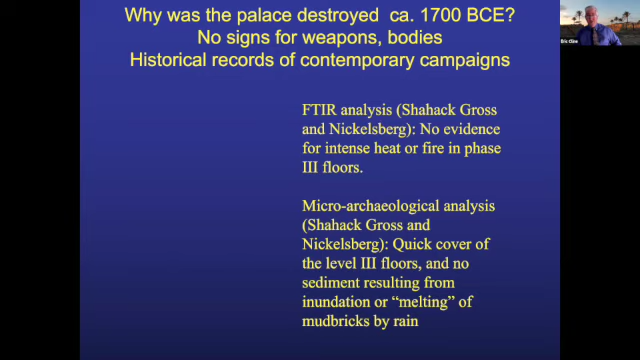 Why was the palace destroyed ca. 1700 BCE?
No signs for weapons, bodies
Historical records of contemporary campaigns
Eric Cline
FTIR analysis (Shahack Gross
and Nickelsberg): No evidence
for intense heat or fire in phase
III floors.
Micro-archaeological analysis
(Shahack Gross and
Nickelsberg): Quick cover of
the level III floors, and no
sediment resulting from
inundation or “melting” of
mudbricks by rain